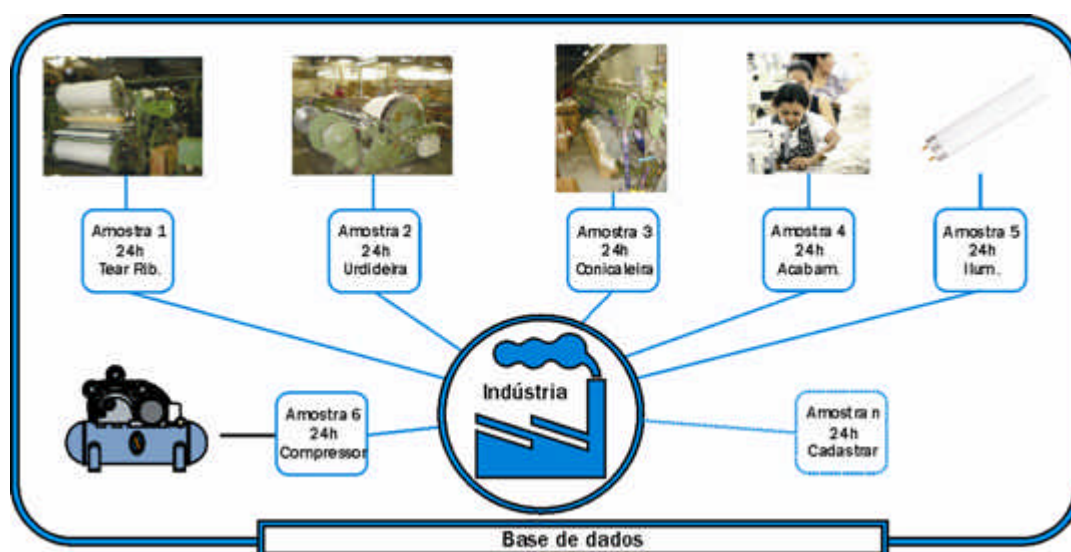 Amostra 1
24h
Tear Rib.
Amostra 2
24h
Urdideira
Amostra 3
24h
Conicaleira
Amostra 4
24h
Acabam.
Amostra 5
24h
Ilum.
Indústria
Amostra 6
24h
Compressor
Amostra n
24h
Cadastrar
Base de dados